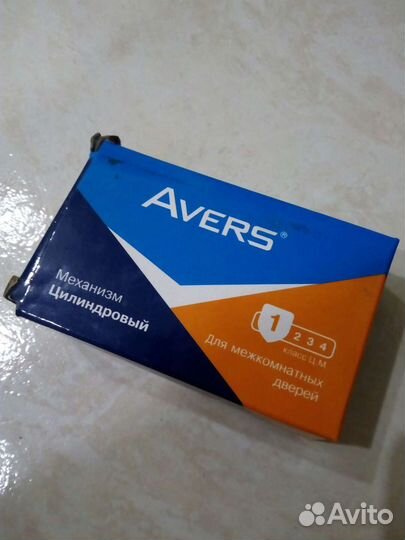 AVERS®
Механизм
Цилиндровый
1 2 3 4
класс Ц.М
для межкомнатных
дверей
Avito